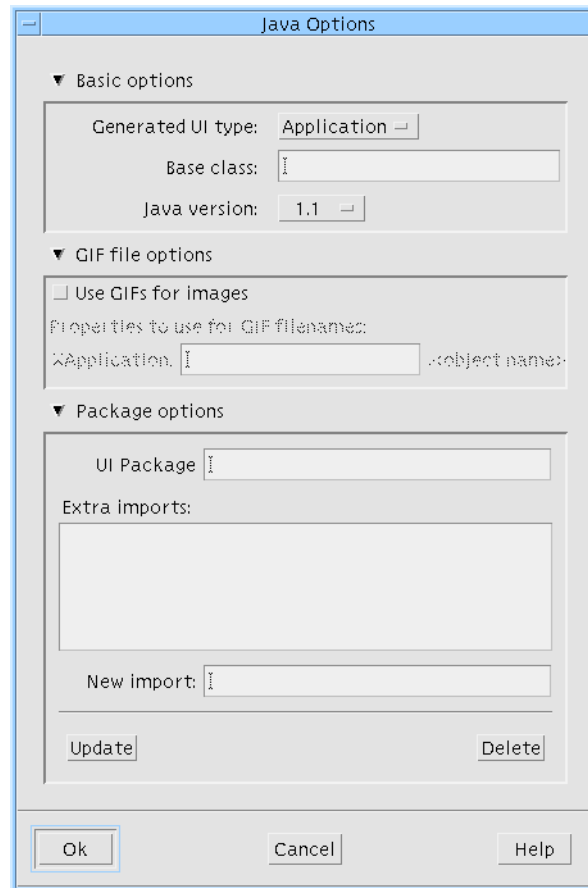 Java Options
Basic options
Generated UI type: Application
Base class:
Java version: 1.1
GIF file options
Use GIFs for images
Properties to use for GIF filenames:
XApplication. .<object name>
Package options
UI Package
Extra imports:
New import:
Update Delete
Ok Cancel Help